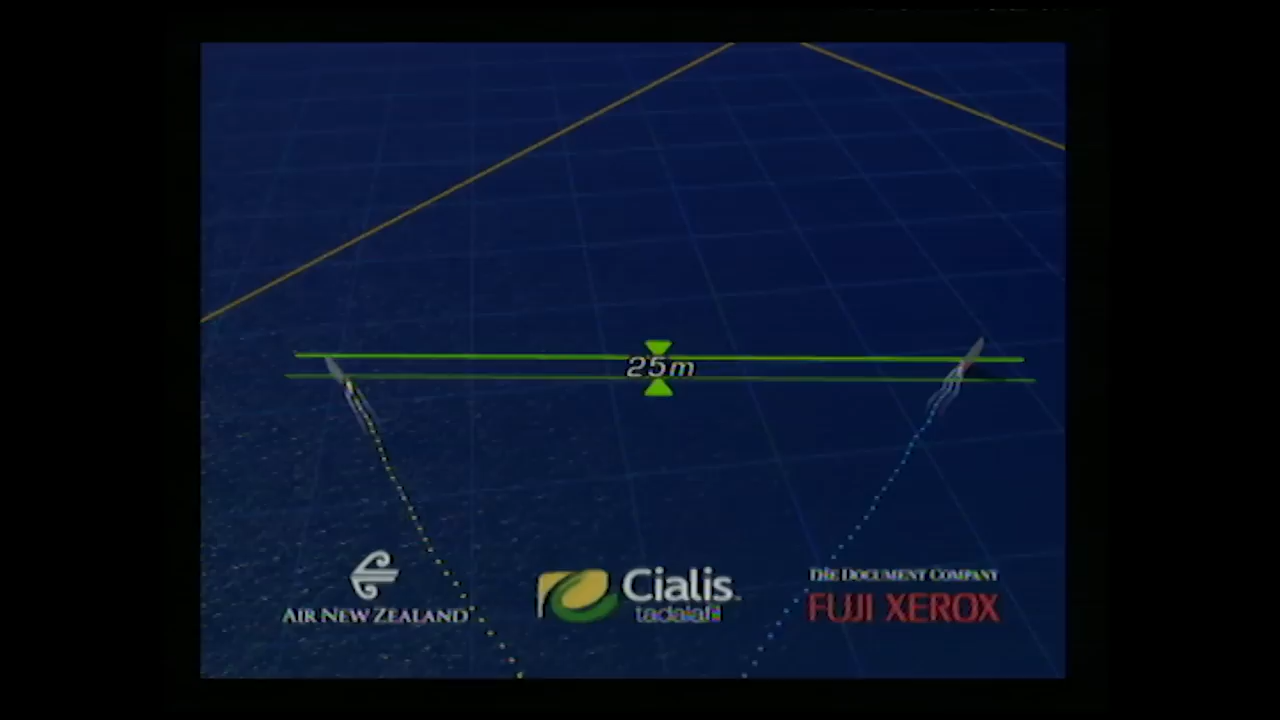 25m
AIR NEW ZEALAND
Cialis
tadalafil
THE DOCUMENT COMPANY
FUJI XEROX